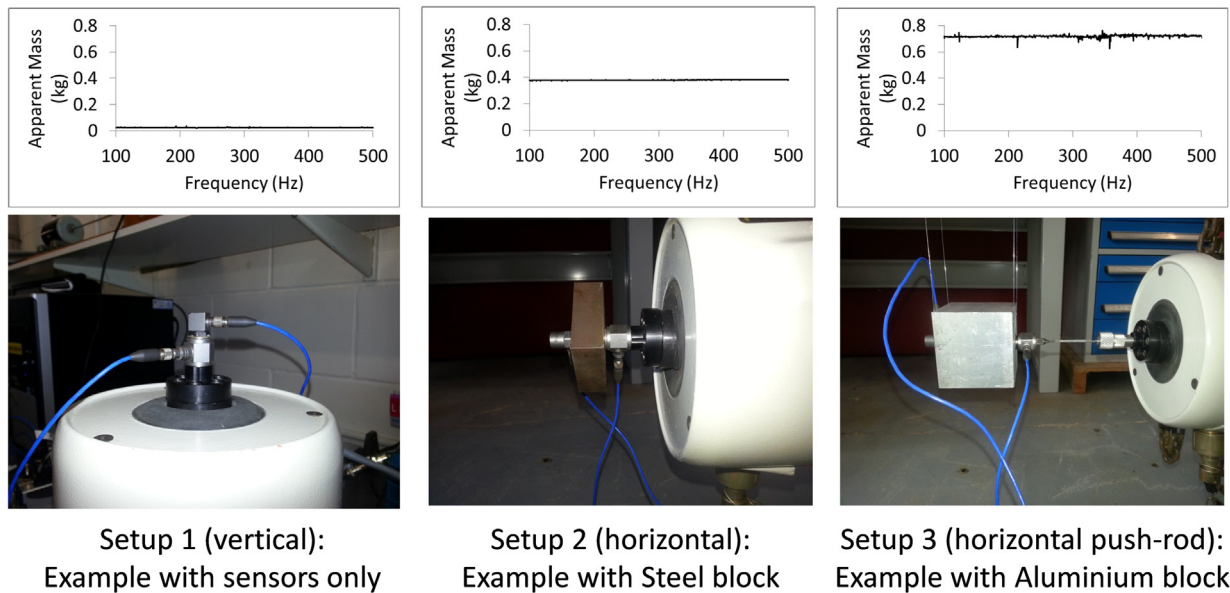 Apparent Mass
(kg)
0.8
0.6
0.4
0.2
0
100 200 300 400 500
Frequency (Hz)
Apparent Mass
(kg)
0.8
0.6
0.4
0.2
0
100 200 300 400 500
Frequency (Hz)
Apparent Mass
(kg)
0.8
0.6
0.4
0.2
0
100 200 300 400 500
Frequency (Hz)
Setup 1 (vertical):
Example with sensors only
Setup 2 (horizontal):
Example with Steel block
Setup 3 (horizontal push-rod):
Example with Aluminium block